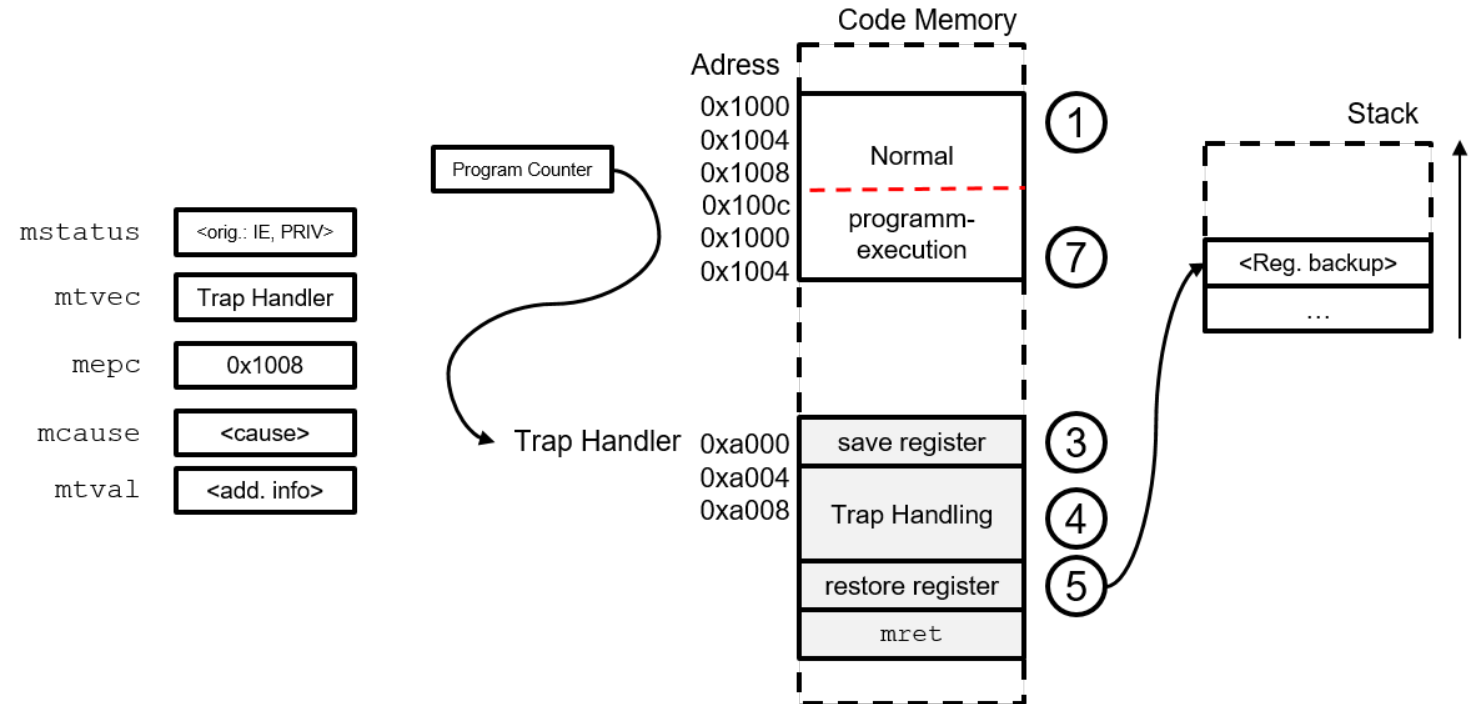 Code Memory
Adress
0x1000
0x1004
0x1008
0x100c
0x1000
0x1004
Normal
programm-
execution
1
7
Stack
<Reg. backup>
...
Program Counter
mstatus
<orig.: IE, PRIV>
mtvec
Trap Handler
mepc
0x1008
mcause
<cause>
mtval
<add. info>
Trap Handler
0xa000
0xa004
0xa008
save register
3
Trap Handling
4
restore register
5
mret